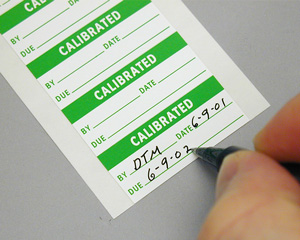 BY DATE
DUE
CALIBRATED
BY DATE
DUE
CALIBRATED
BY DATE
DUE
CALIBRATED
BY DTM DATE 6-9-01
DUE 6-9-02